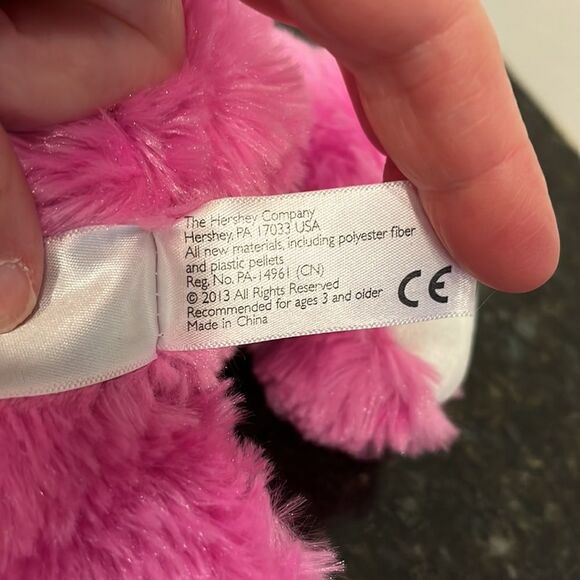 The Hershey Company
Hershey, PA 17033 USA
All new materials, including polyester fiber
and plastic pellets
Reg. No. PA-14961 (CN)
© 2013 All Rights Reserved
Recommended for ages 3 and older
Made in China
CE